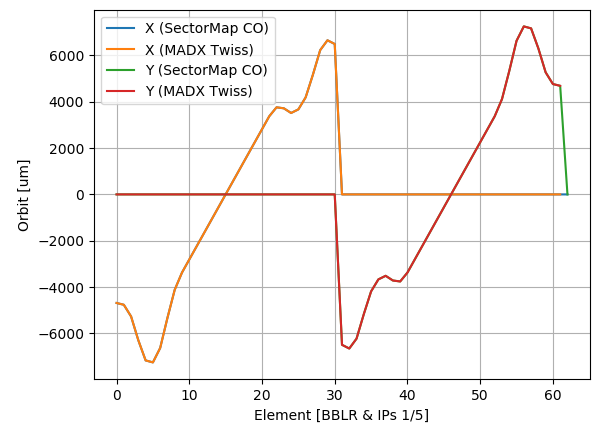 X (SectorMap CO)
X (MADX Twiss)
Y (SectorMap CO)
Y (MADX Twiss)
6000
4000
2000
0
−2000
−4000
−6000
Orbit [um]
0 10 20 30 40 50 60
Element [BBLR & IPs 1/5]